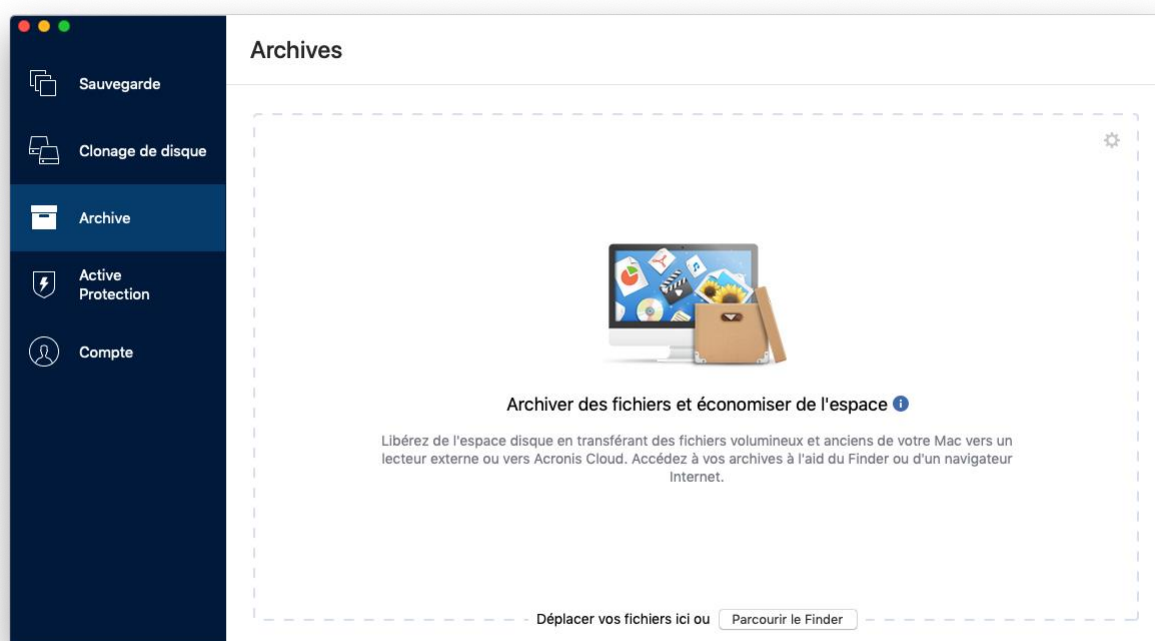 Archives
Sauvegarde
Clonage de disque
Archive
Active
Protection
Compte
Archiver des fichiers et économiser de l'espace
Libérez de l'espace disque en transférant des fichiers volumineux et anciens de votre Mac vers un
lecteur externe ou vers Acronis Cloud. Accédez à vos archives à l'aide du Finder ou d'un navigateur
Internet.
Déplacer vos fichiers ici ou Parcourir le Finder